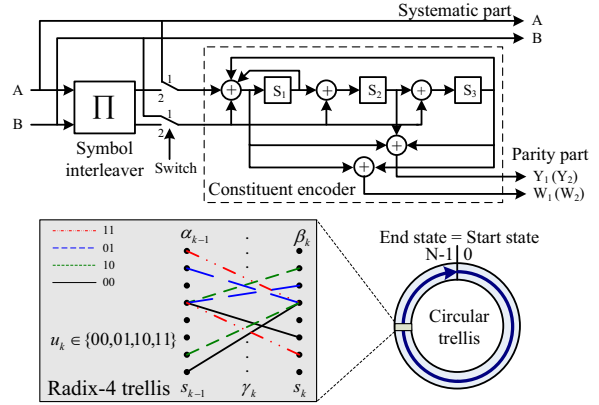 Systematic part
A
B
A
B
∏
Symbol interleaver
1
2
1
2
Switch
+
S₁
+
S₂
+
S₃
+
+
Constituent encoder
Parity part
Y₁ (Y₂)
W₁ (W₂)
11
01
10
00
αₖ₋₁
βₖ
uₖ ∈ {00,01,10,11}
Radix-4 trellis
sₖ₋₁
γₖ
sₖ
End state = Start state
N-1 0
Circular trellis